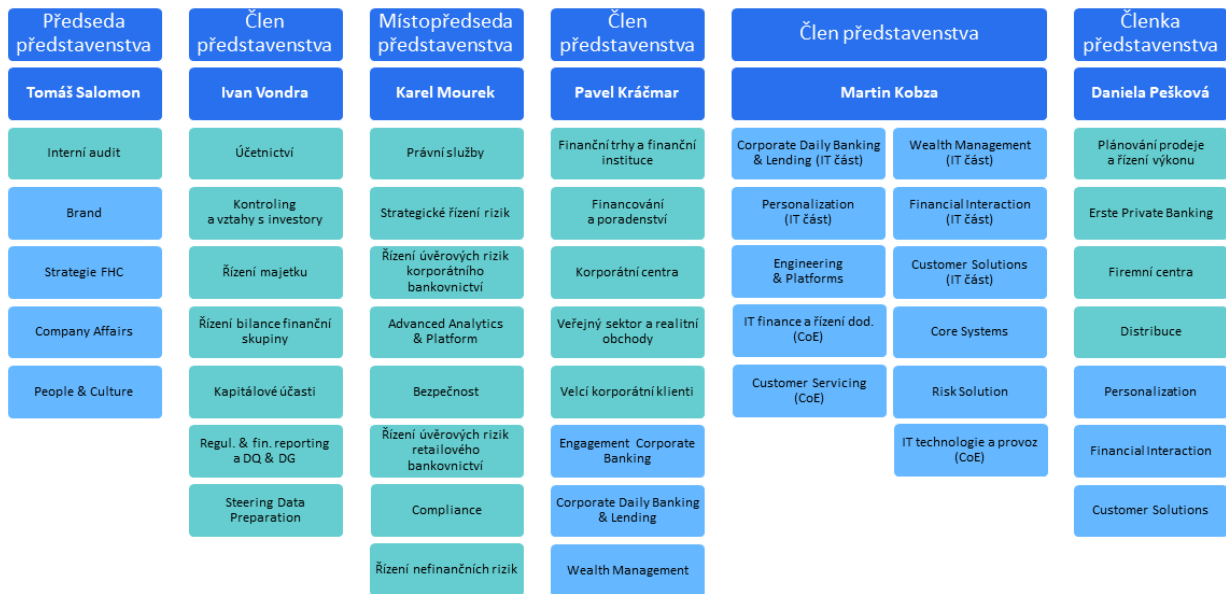 Předseda
představenstva
Tomáš Salomon
Interní audit
Brand
Strategie FHC
Company Affairs
People & Culture
Člen
představenstva
Ivan Vondra
Účetnictví
Kontroling
a vztahy s investory
Řízení majetku
Řízení bilance finanční
skupiny
Kapitálové účasti
Regul. & fin. reporting
a DQ & DG
Steering Data
Preparation
Místopředseda
představenstva
Karel Mourek
Právní služby
Strategické řízení rizik
Řízení úvěrových rizik
korporátního
bankovnictví
Advanced Analytics
& Platform
Bezpečnost
Řízení úvěrových rizik
retailového
bankovnictví
Compliance
Řízení nefinančních rizik
Člen
představenstva
Pavel Kráčmar
Finanční trhy a finanční
instituce
Financování
a poradenství
Korporátní centra
Veřejný sektor a realitní
obchody
Velcí korporátní klienti
Engagement Corporate
Banking
Corporate Daily Banking
& Lending
Wealth Management
Člen představenstva
Martin Kobza
Corporate Daily Banking
& Lending (IT část)
Personalization
(IT část)
Engineering
& Platforms
IT finance a řízení dod.
(CoE)
Customer Servicing
(CoE)
Wealth Management
(IT část)
Financial Interaction
(IT část)
Customer Solutions
(IT část)
Core Systems
Risk Solution
IT technologie a provoz
(CoE)
Členka
představenstva
Daniela Pešková
Plánování prodeje
a řízení výkonu
Erste Private Banking
Firemní centra
Distribuce
Personalization
Financial Interaction
Customer Solutions